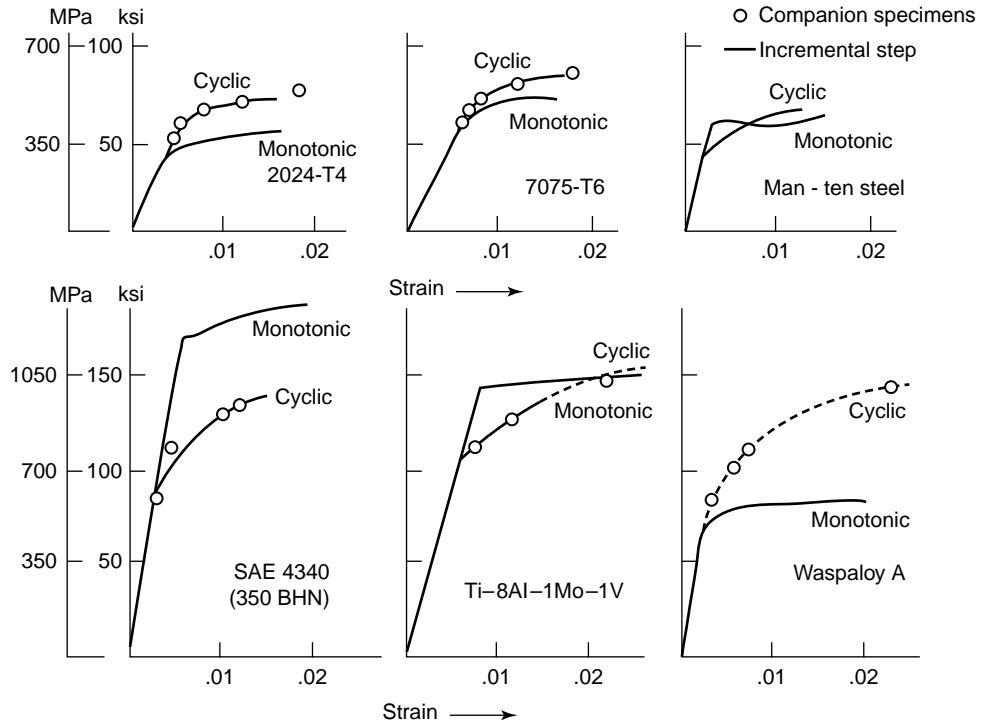 MPa ksi
Companion specimens
Incremental step
700 100
350 50
Cyclic
Monotonic
2024-T4
.01 .02
Cyclic
Monotonic
7075-T6
.01 .02
Cyclic
Monotonic
Man - ten steel
.01 .02
Strain
MPa ksi
1050 150
700 100
350 50
Monotonic
Cyclic
SAE 4340
(350 BHN)
.01 .02
Cyclic
Monotonic
Ti–8Al–1Mo–1V
.01 .02
Cyclic
Monotonic
Waspaloy A
.01 .02
Strain